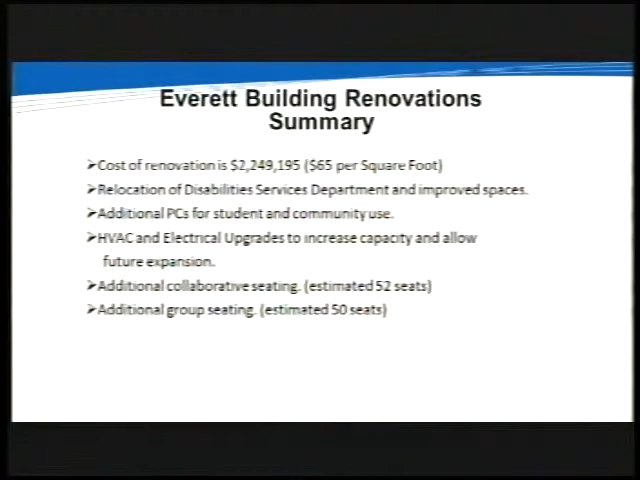 Everett Building Renovations
Summary
➢Cost of renovation is $2,249,195 ($65 per Square Foot)
➢Relocation of Disabilities Services Department and improved spaces.
➢Additional PCs for student and community use.
➢HVAC and Electrical Upgrades to increase capacity and allow
future expansion.
➢Additional collaborative seating. (estimated 52 seats)
➢Additional group seating. (estimated 50 seats)